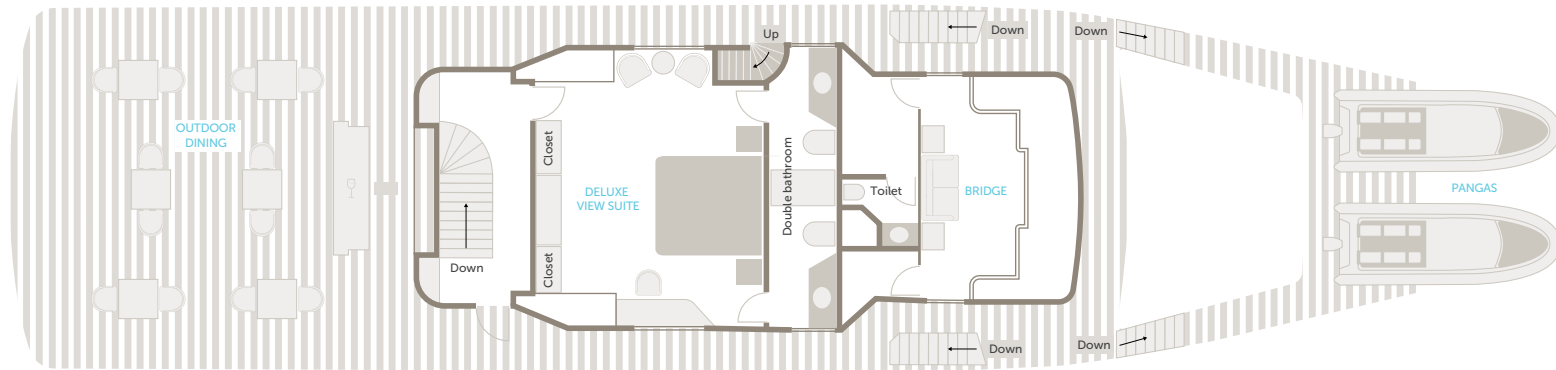 Up
Down
Down
OUTDOOR
DINING
Closet
DELUXE
VIEW SUITE
Double bathroom
Toilet
BRIDGE
PANGAS
Closet
Down
Down
Down